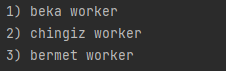 1) beka worker
2) chingiz worker
3) bermet worker